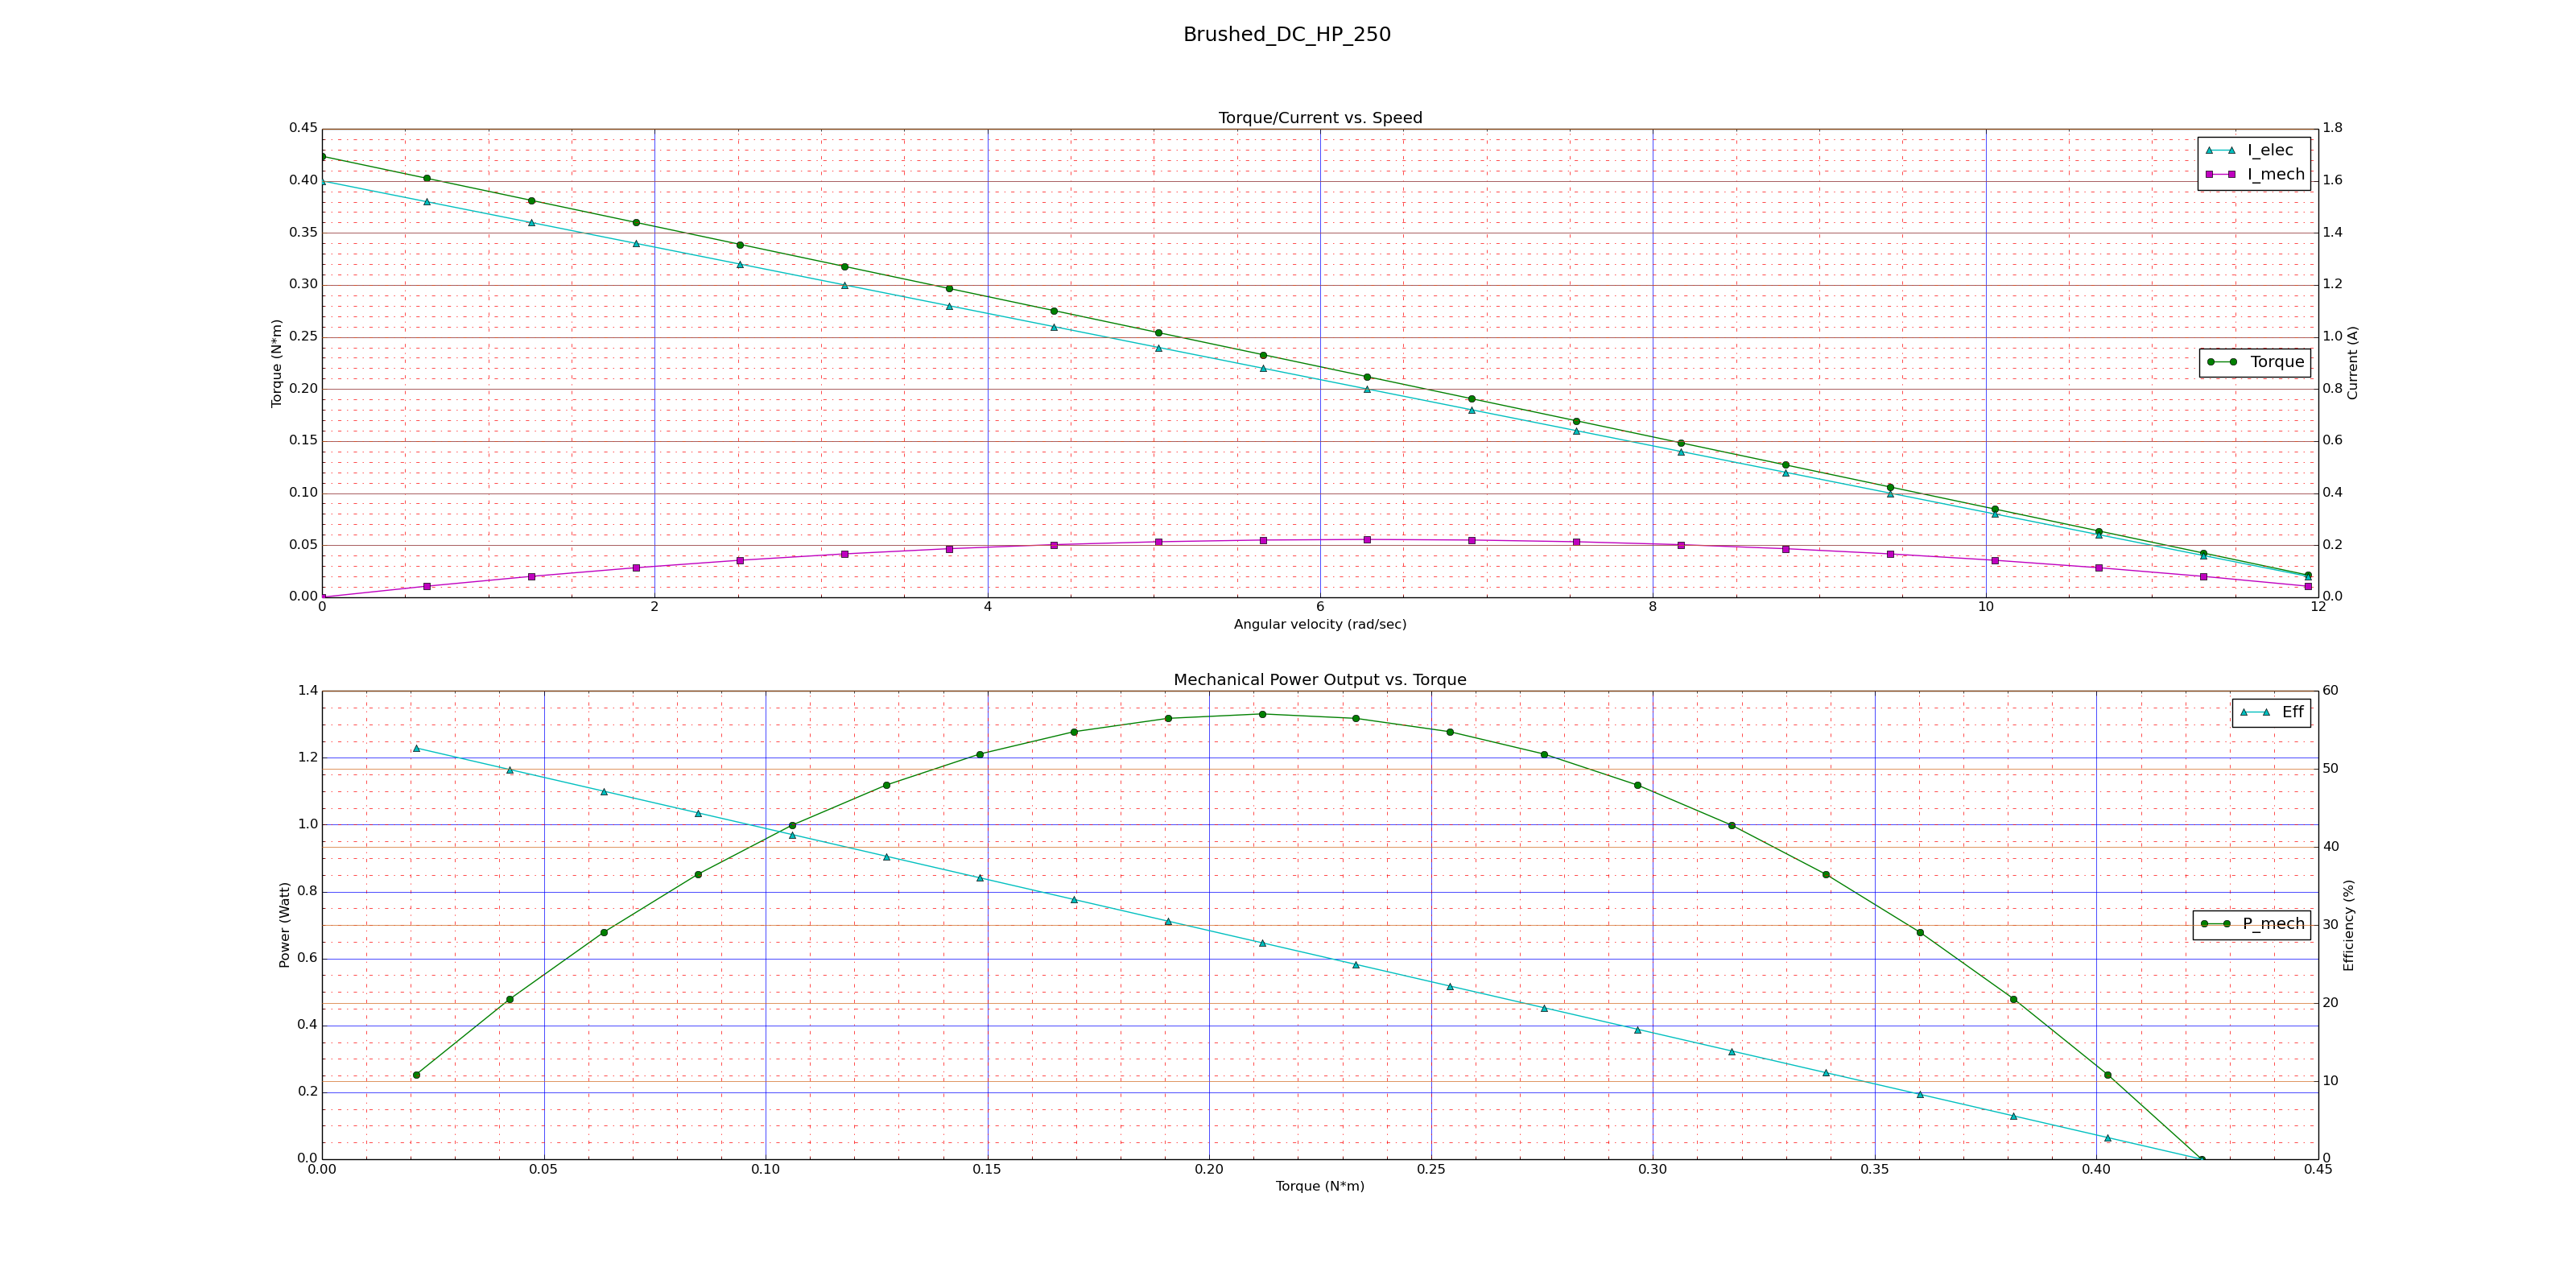 Brushed_DC_HP_250
Torque/Current vs. Speed
0.45
0.40
0.35
0.30
0.25
0.20
0.15
0.10
0.05
0.00
Torque (N*m)
1.8
1.6
1.4
1.2
1.0
0.8
0.6
0.4
0.2
0.0
Current (A)
I_elec
I_mech
Torque
0 2 4 6 8 10 12
Angular velocity (rad/sec)
Mechanical Power Output vs. Torque
1.4
1.2
1.0
0.8
0.6
0.4
0.2
0.0
Power (Watt)
60
50
40
30
20
10
0
Efficiency (%)
Eff
P_mech
0.00 0.05 0.10 0.15 0.20 0.25 0.30 0.35 0.40 0.45
Torque (N*m)